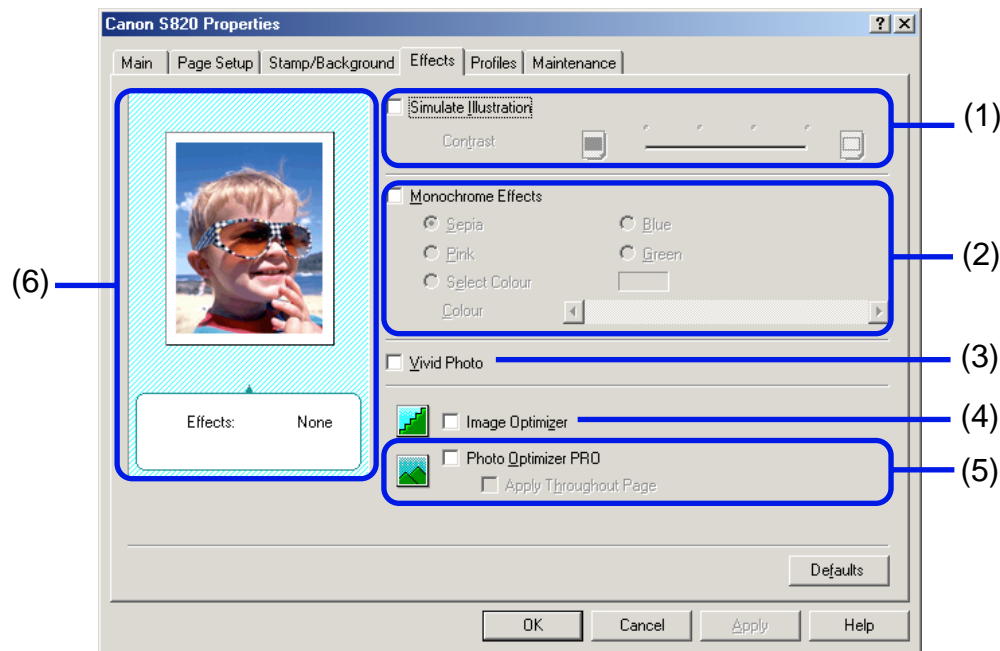 Canon S820 Properties
Main Page Setup Stamp/Background Effects Profiles Maintenance
Simulate Illustration
(1)
Contrast
Monochrome Effects
Sepia Blue
Pink Green
(2)
Select Colour
(6)
Colour
Vivid Photo
(3)
Effects: None
Image Optimizer
(4)
Photo Optimizer PRO
(5)
Apply Throughout Page
Defaults
OK Cancel Apply Help